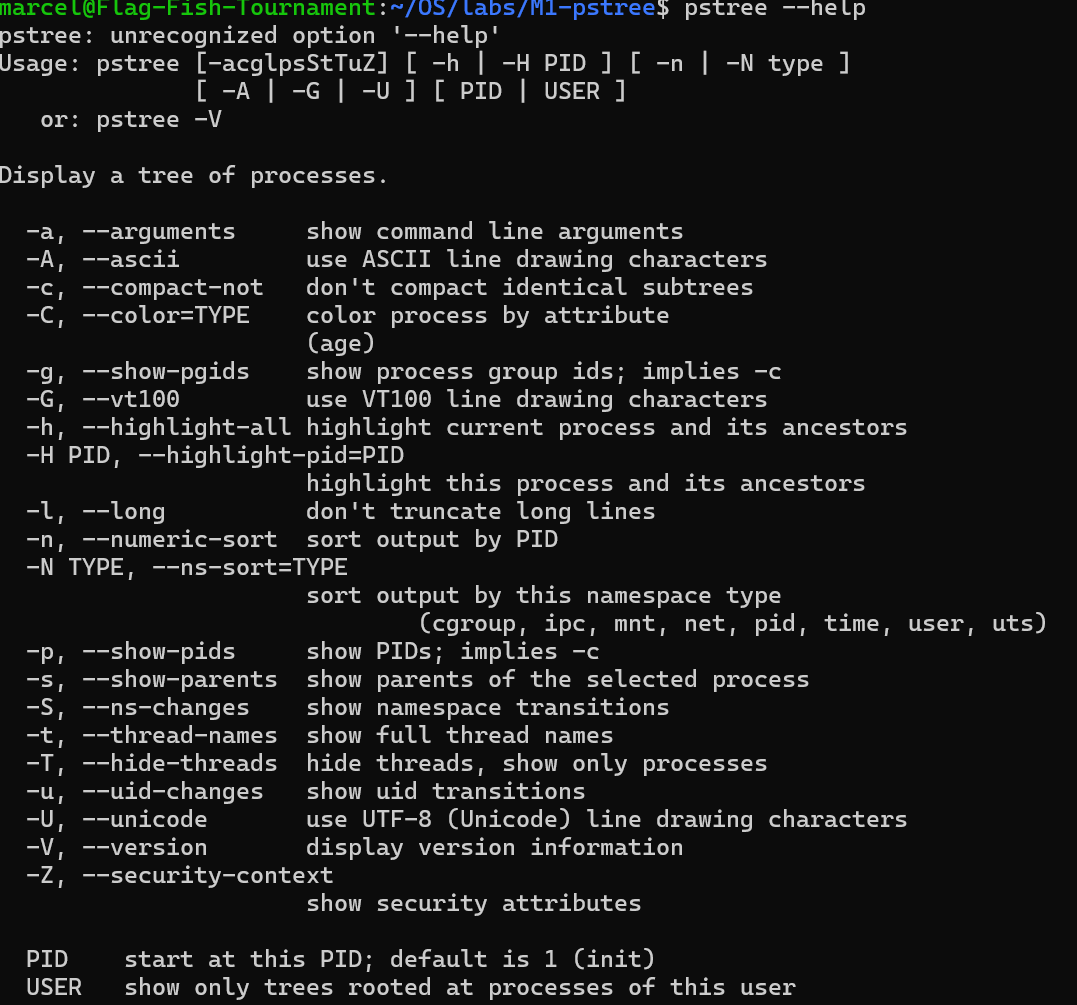 marcel@Flag-Fish-Tournament:~/OS/labs/M1-pstree$ pstree --help
pstree: unrecognized option '--help'
Usage: pstree [-acglpsStTuZ] [ -h | -H PID ] [ -n | -N type ]
              [ -A | -G | -U ] [ PID | USER ]
   or: pstree -V

Display a tree of processes.

  -a, --arguments     show command line arguments
  -A, --ascii         use ASCII line drawing characters
  -c, --compact-not   don't compact identical subtrees
  -C, --color=TYPE    color process by attribute
                      (age)
  -g, --show-pgids    show process group ids; implies -c
  -G, --vt100         use VT100 line drawing characters
  -h, --highlight-all highlight current process and its ancestors
  -H PID, --highlight-pid=PID
                      highlight this process and its ancestors
  -l, --long          don't truncate long lines
  -n, --numeric-sort  sort output by PID
  -N TYPE, --ns-sort=TYPE
                      sort output by this namespace type
                              (cgroup, ipc, mnt, net, pid, time, user, uts)
  -p, --show-pids     show PIDs; implies -c
  -s, --show-parents  show parents of the selected process
  -S, --ns-changes    show namespace transitions
  -t, --thread-names  show full thread names
  -T, --hide-threads  hide threads, show only processes
  -u, --uid-changes   show uid transitions
  -U, --unicode       use UTF-8 (Unicode) line drawing characters
  -V, --version       display version information
  -Z, --security-context
                      show security attributes

  PID    start at this PID; default is 1 (init)
  USER   show only trees rooted at processes of this user